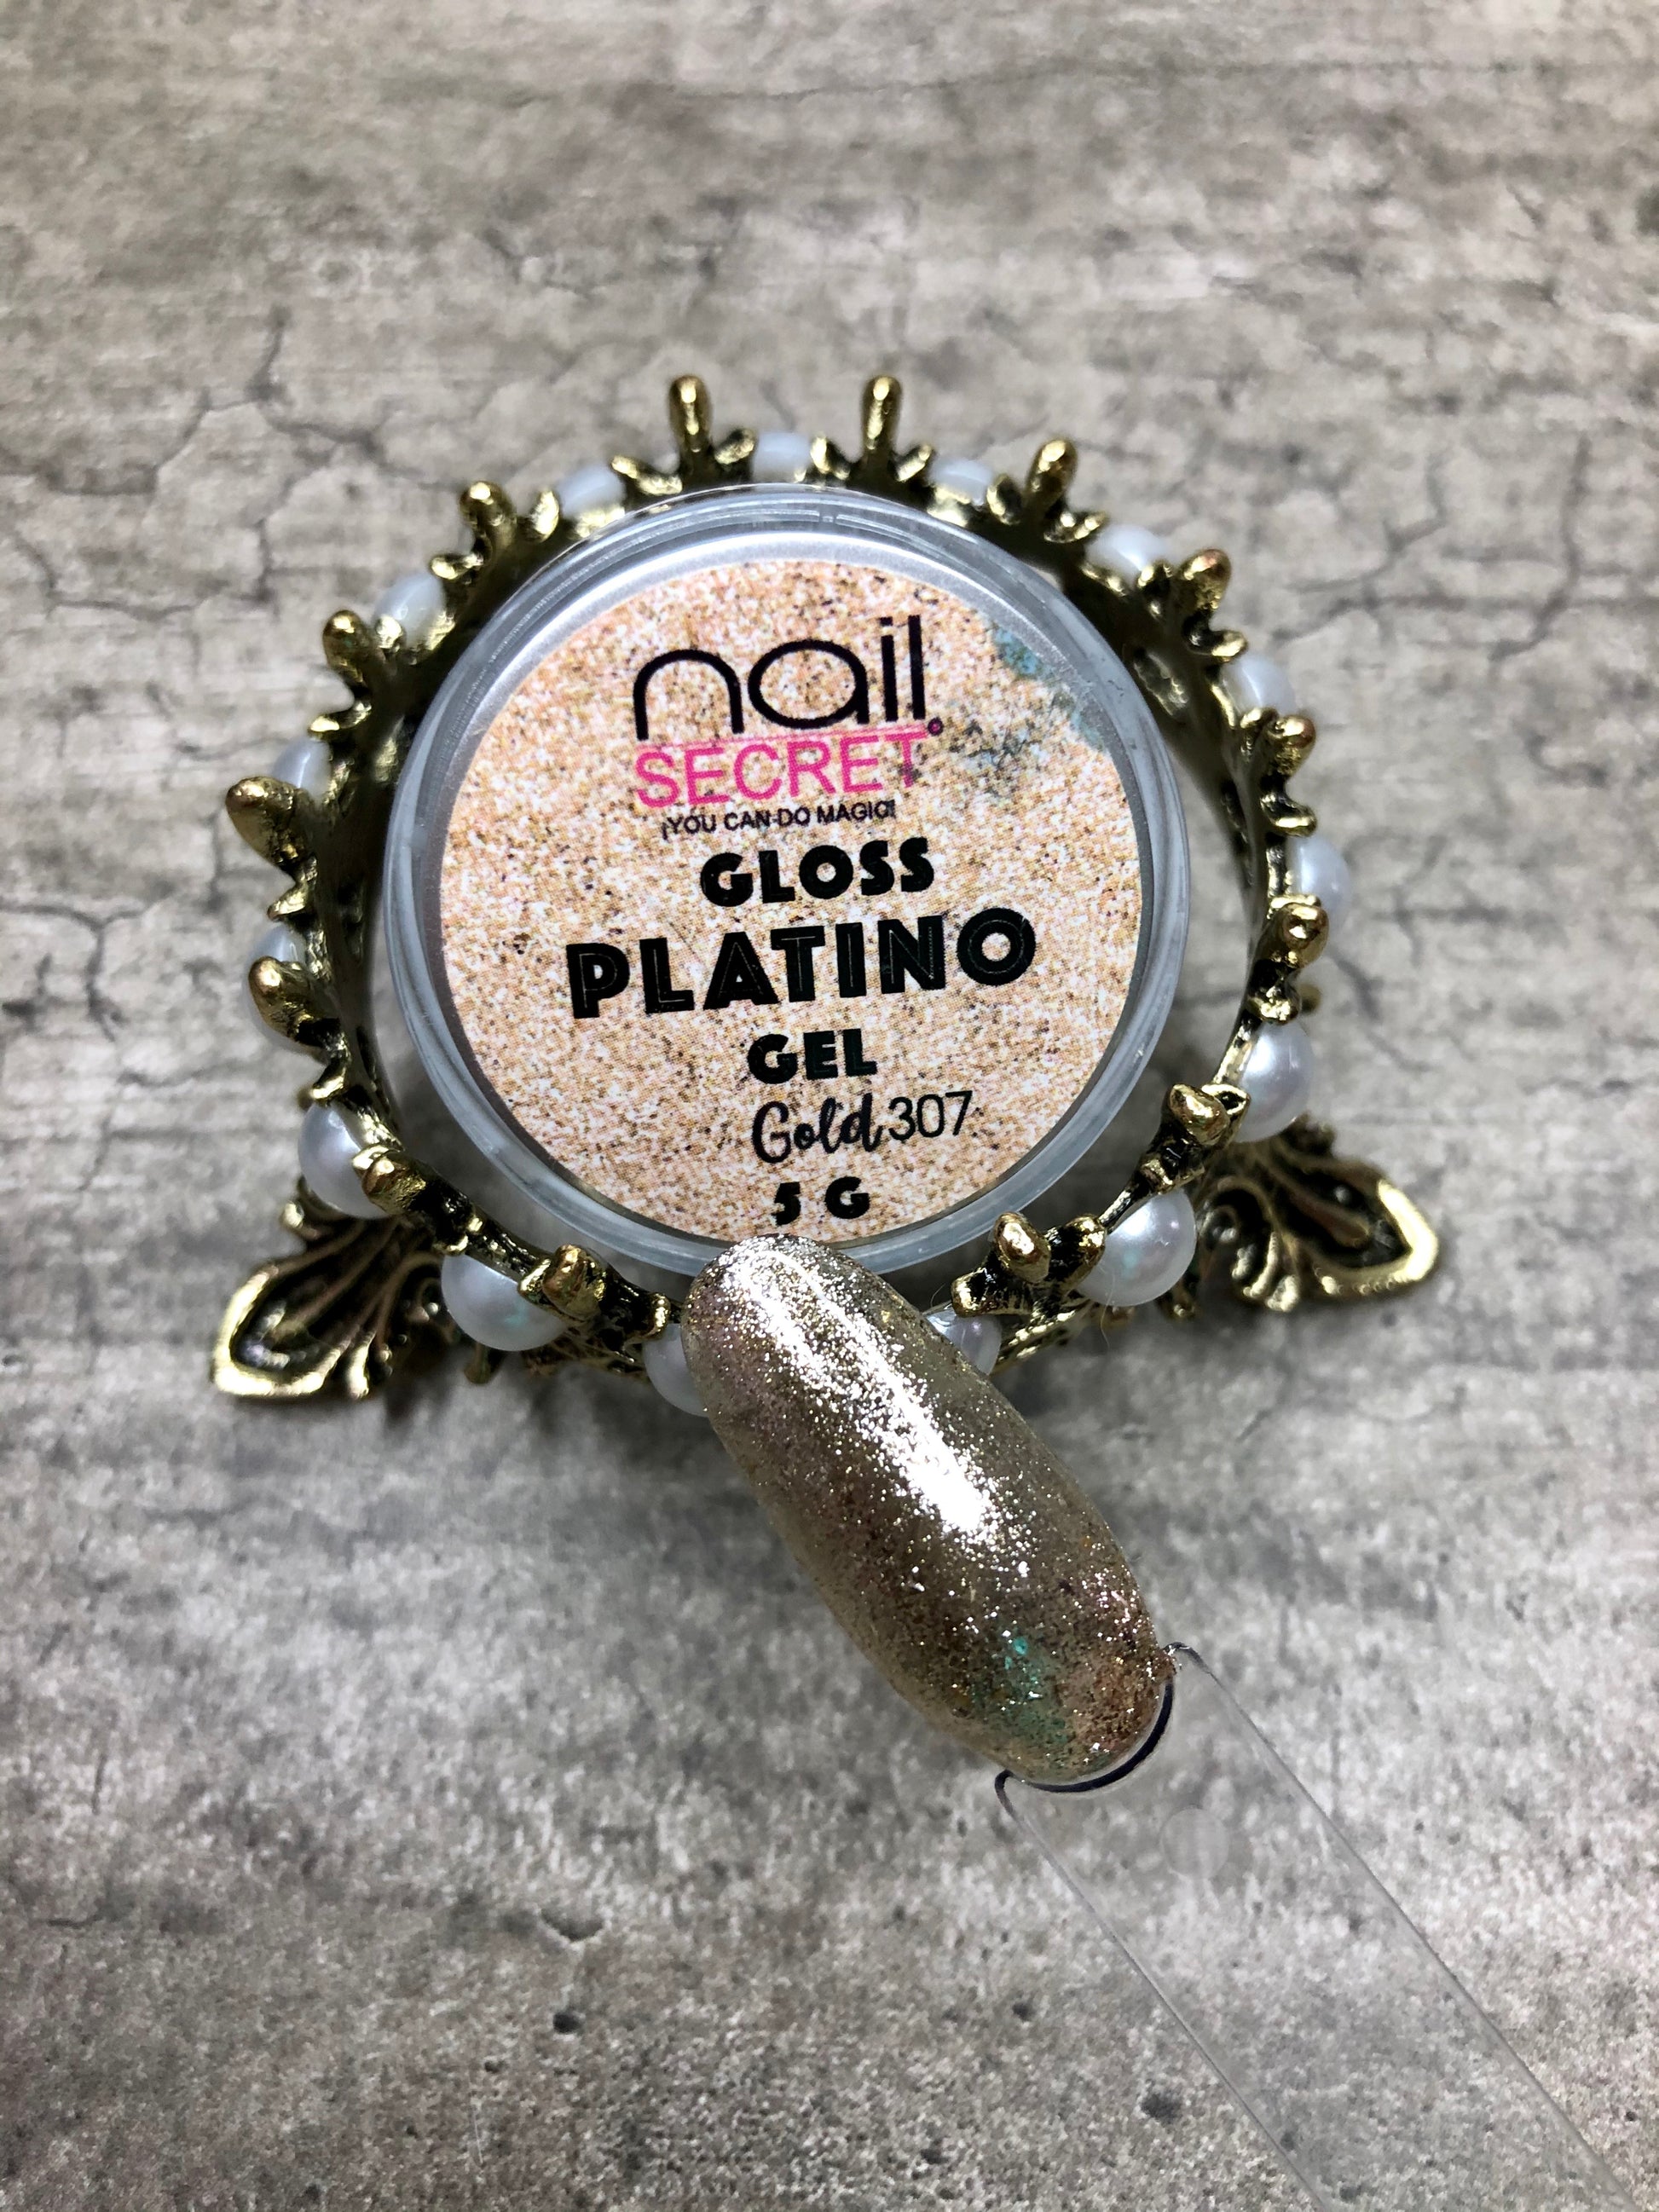 nail
SECRET
¡YOU CAN DO MAGIC!
GLOSS
PLATINO
GEL
Gold 307
5 G